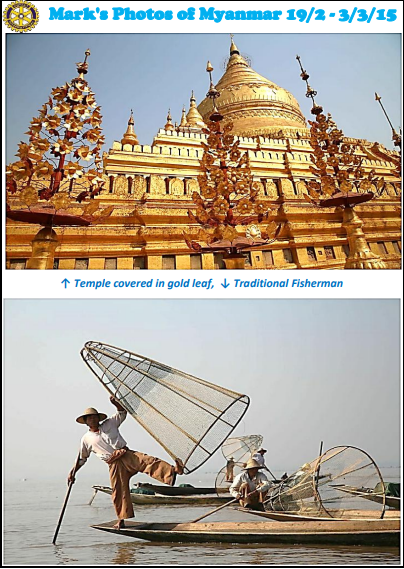 Mark's Photos of Myanmar 19/2 - 3/3/15
↑ Temple covered in gold leaf, ↓ Traditional Fisherman